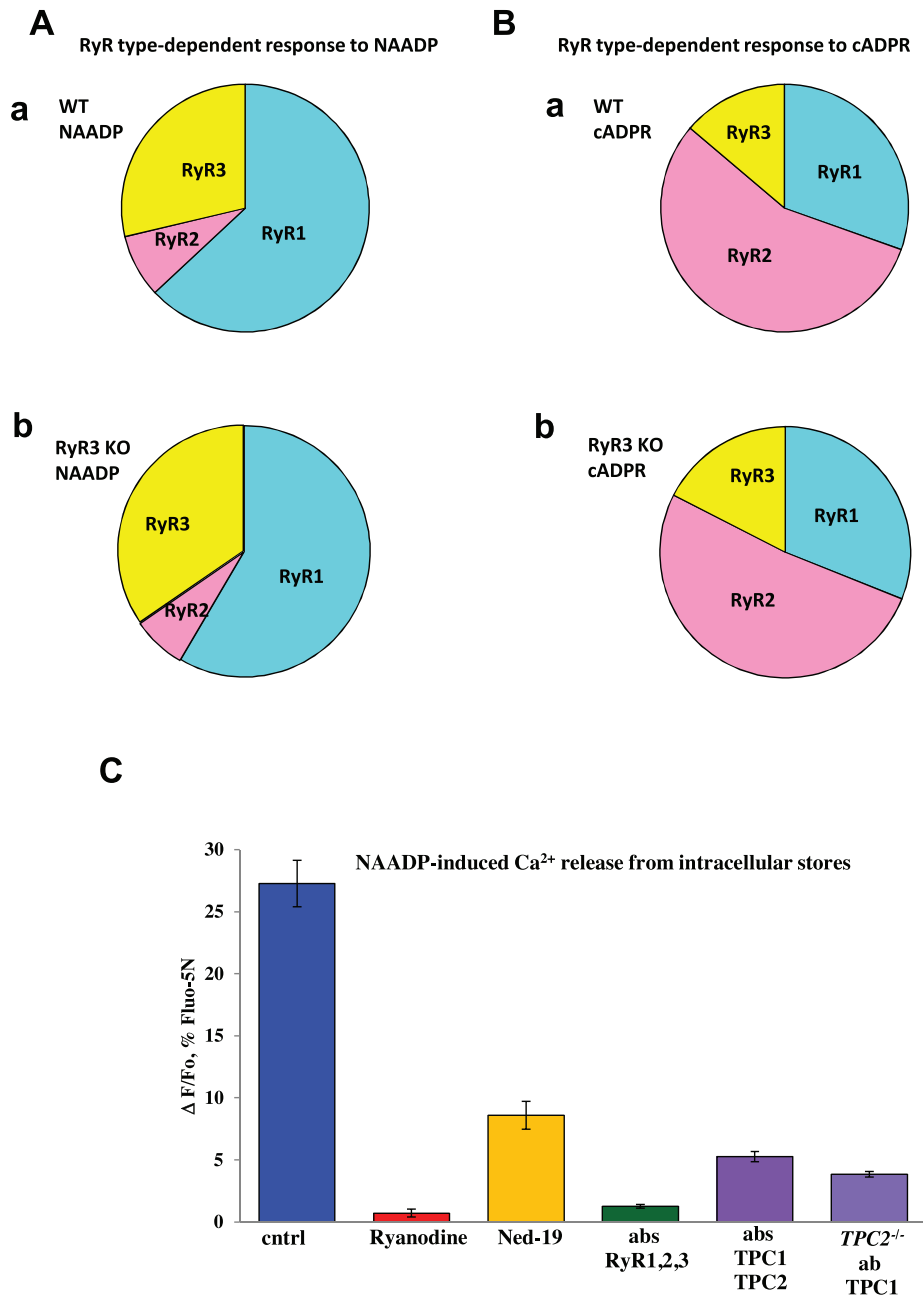 A
RyR type-dependent response to NAADP
a
WT
NAADP
RyR3
RyR2
RyR1
b
RyR3 KO
NAADP
RyR3
RyR2
RyR1
B
RyR type-dependent response to cADPR
a
WT
cADPR
RyR3
RyR1
RyR2
b
RyR3 KO
cADPR
RyR3
RyR1
RyR2
C
NAADP-induced Ca²⁺ release from intracellular stores
Δ F/Fo, % Fluo-5N
30
25
20
15
10
5
0
cntrl
Ryanodine
Ned-19
abs
RyR1,2,3
abs
TPC1
TPC2
TPC2⁻/⁻
ab
TPC1